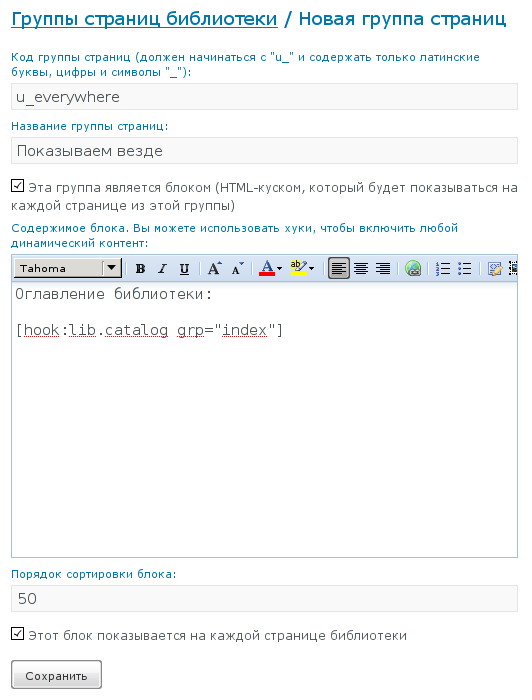 Группы страниц библиотеки / Новая группа страниц
Код группы страниц (должен начинаться с "u_" и содержать только латинские
буквы, цифры и символы "_"):
u_everywhere
Название группы страниц:
Показываем везде
Эта группа является блоком (HTML-куском, который будет показываться на
каждой странице из этой группы)
Содержимое блока. Вы можете использовать хуки, чтобы включить любой
динамический контент:
Tahoma B I U A A A ab
Оглавление библиотеки:
[hook:lib.catalog grp="index"]
Порядок сортировки блока:
50
Этот блок показывается на каждой странице библиотеки
Сохранить